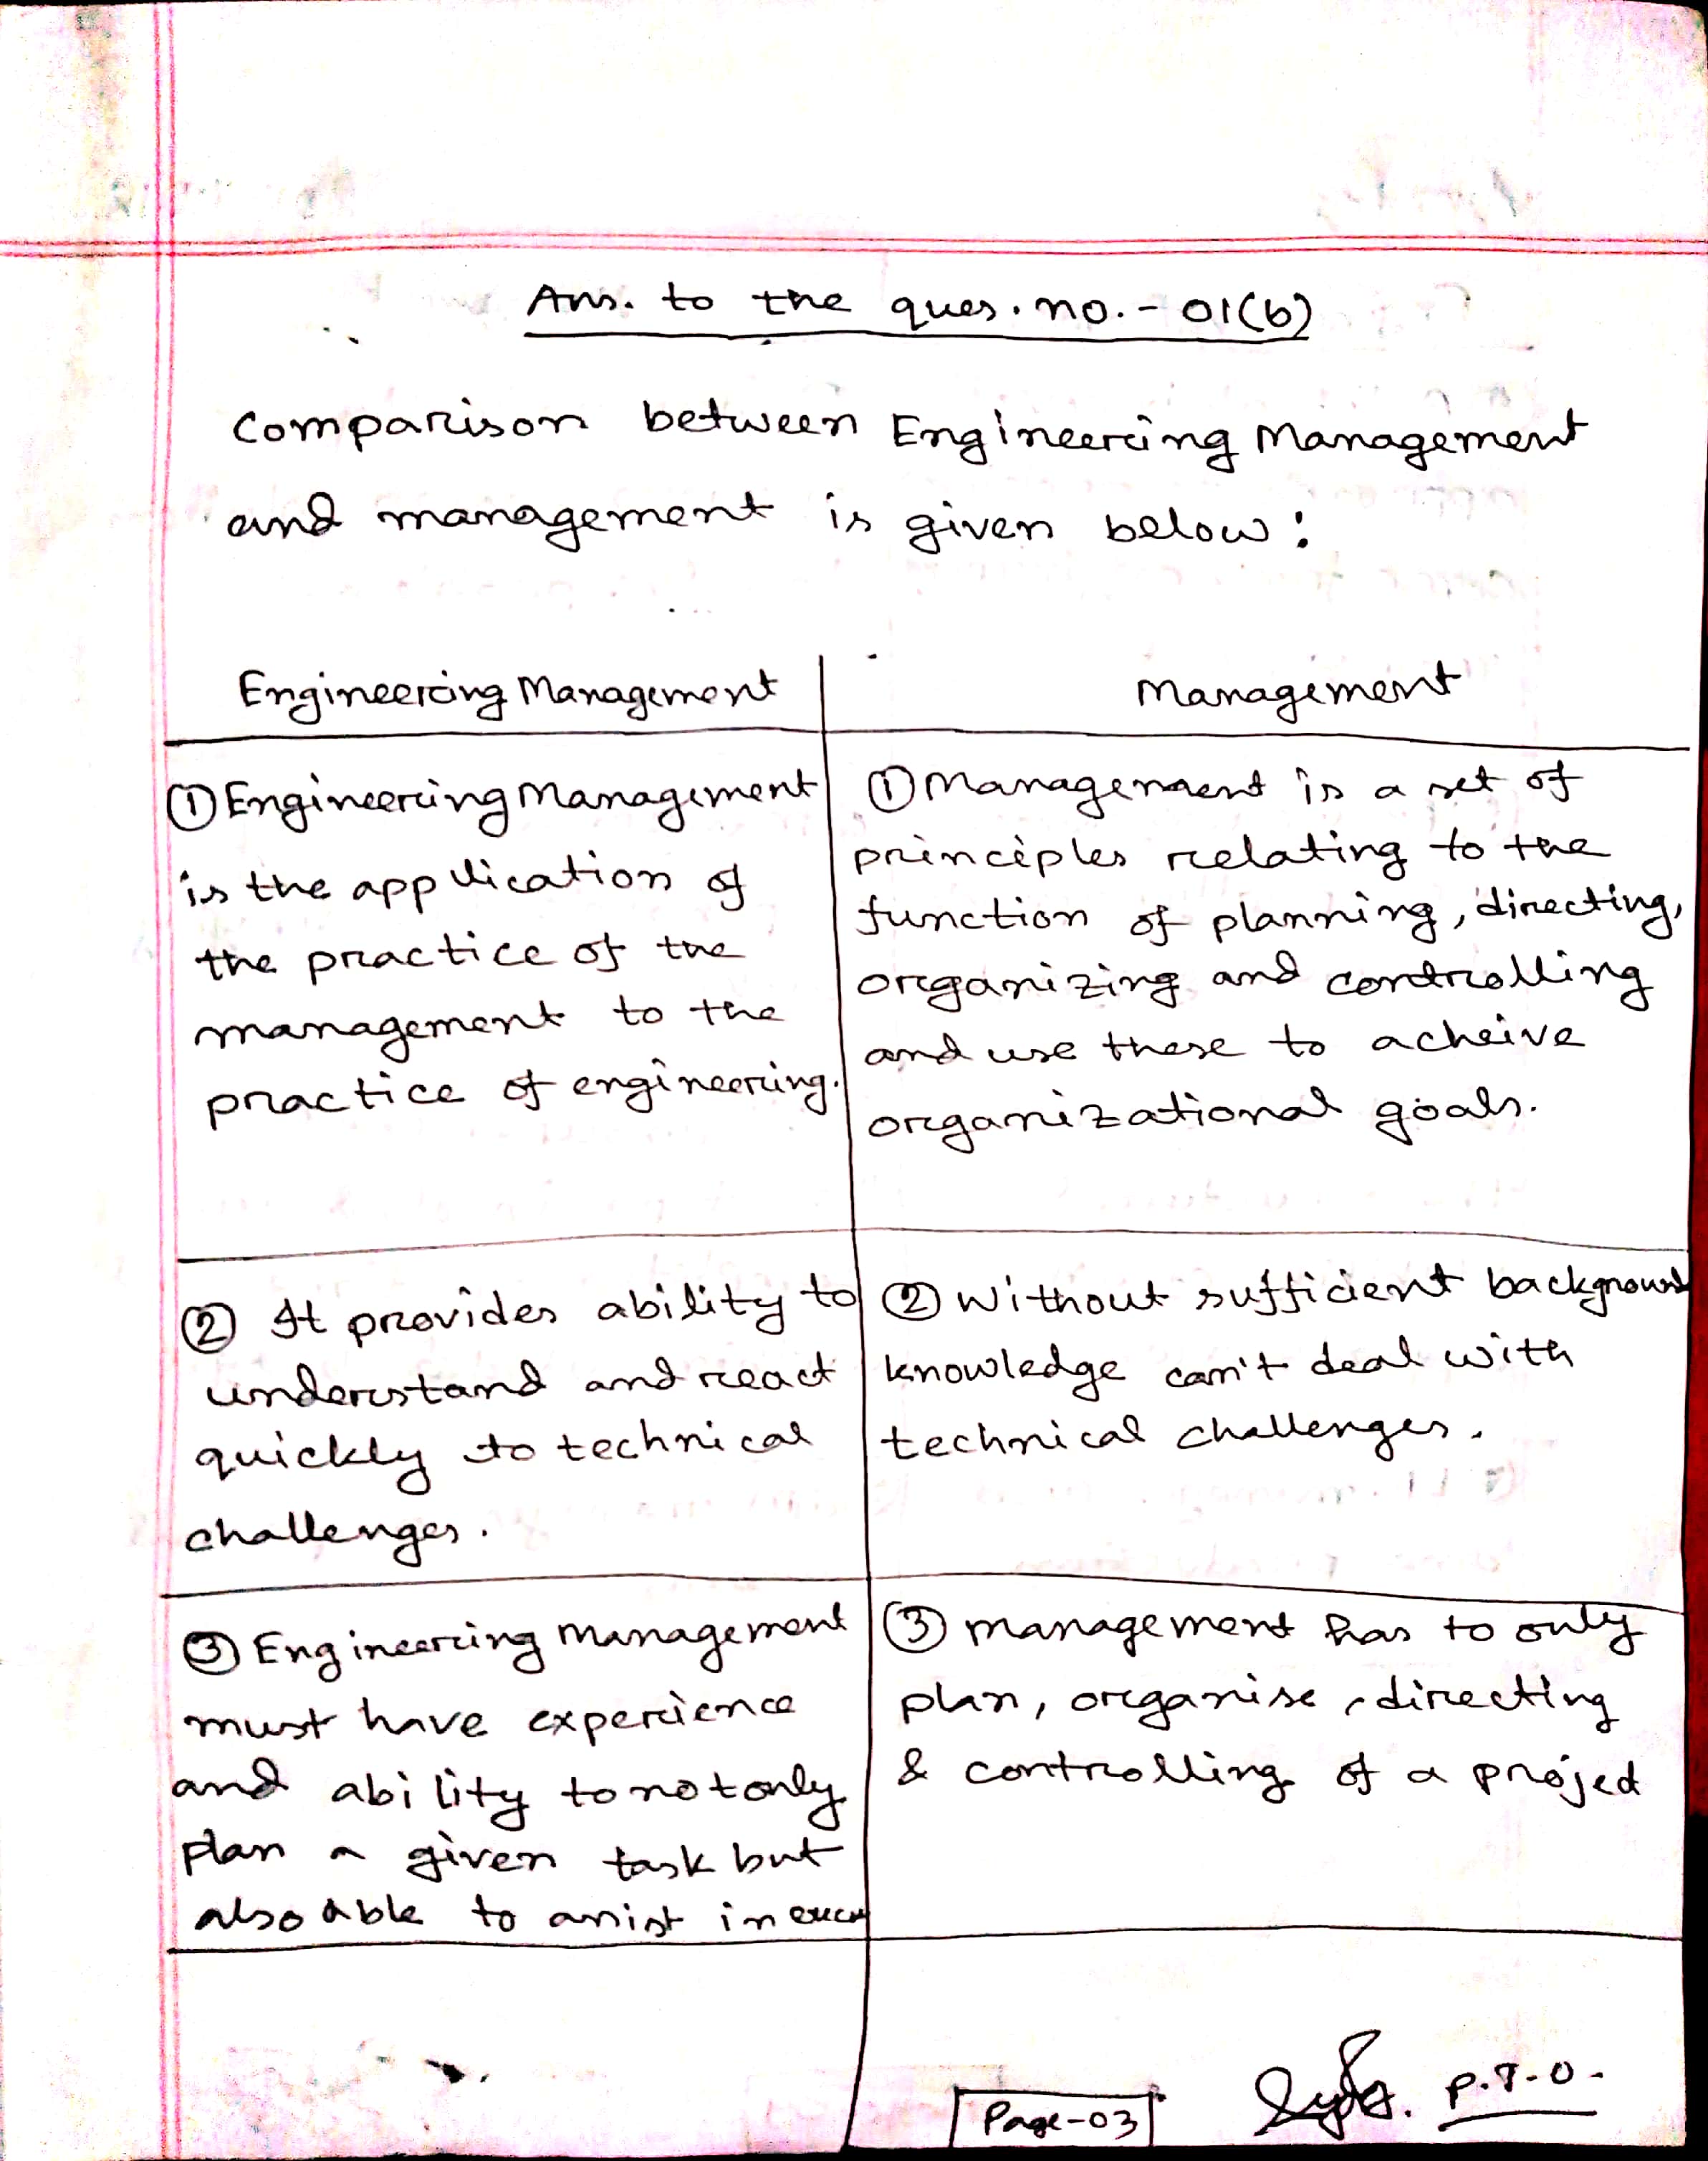 Ans. to the ques. no. - 01(b)
Comparison between Engineering Management
and management is given below:
Engineering Management
Management
① Engineering Management
is the application of
the practice of the
management to the
practice of engineering.
① Management is a set of
principles relating to the
function of planning, directing,
organizing and controlling
and use these to acheive
organizational goals.
② It provides ability to
understand and react
quickly to technical
challenges.
② Without sufficient background
knowledge can't deal with
technical challenges.
③ Engineering Management
must have experience
and ability to not only
plan a given task but
also able to assist in
③ management has to only
plan, organise, directing
& controlling of a project
Page-03
P.T.O.